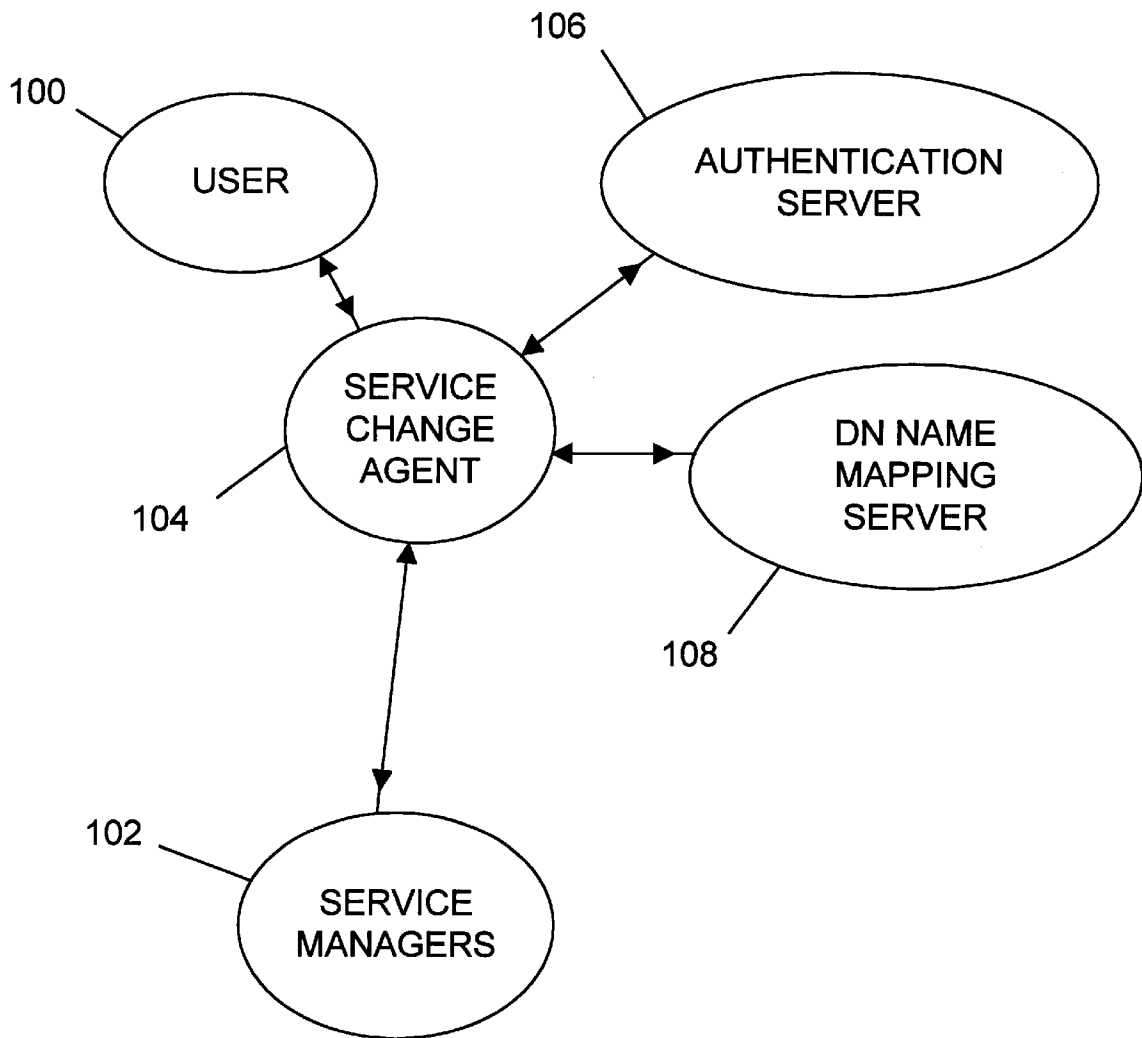 106
100
USER
AUTHENTICATION
SERVER
SERVICE
CHANGE
AGENT
DN NAME
MAPPING
SERVER
104
108
102
SERVICE
MANAGERS